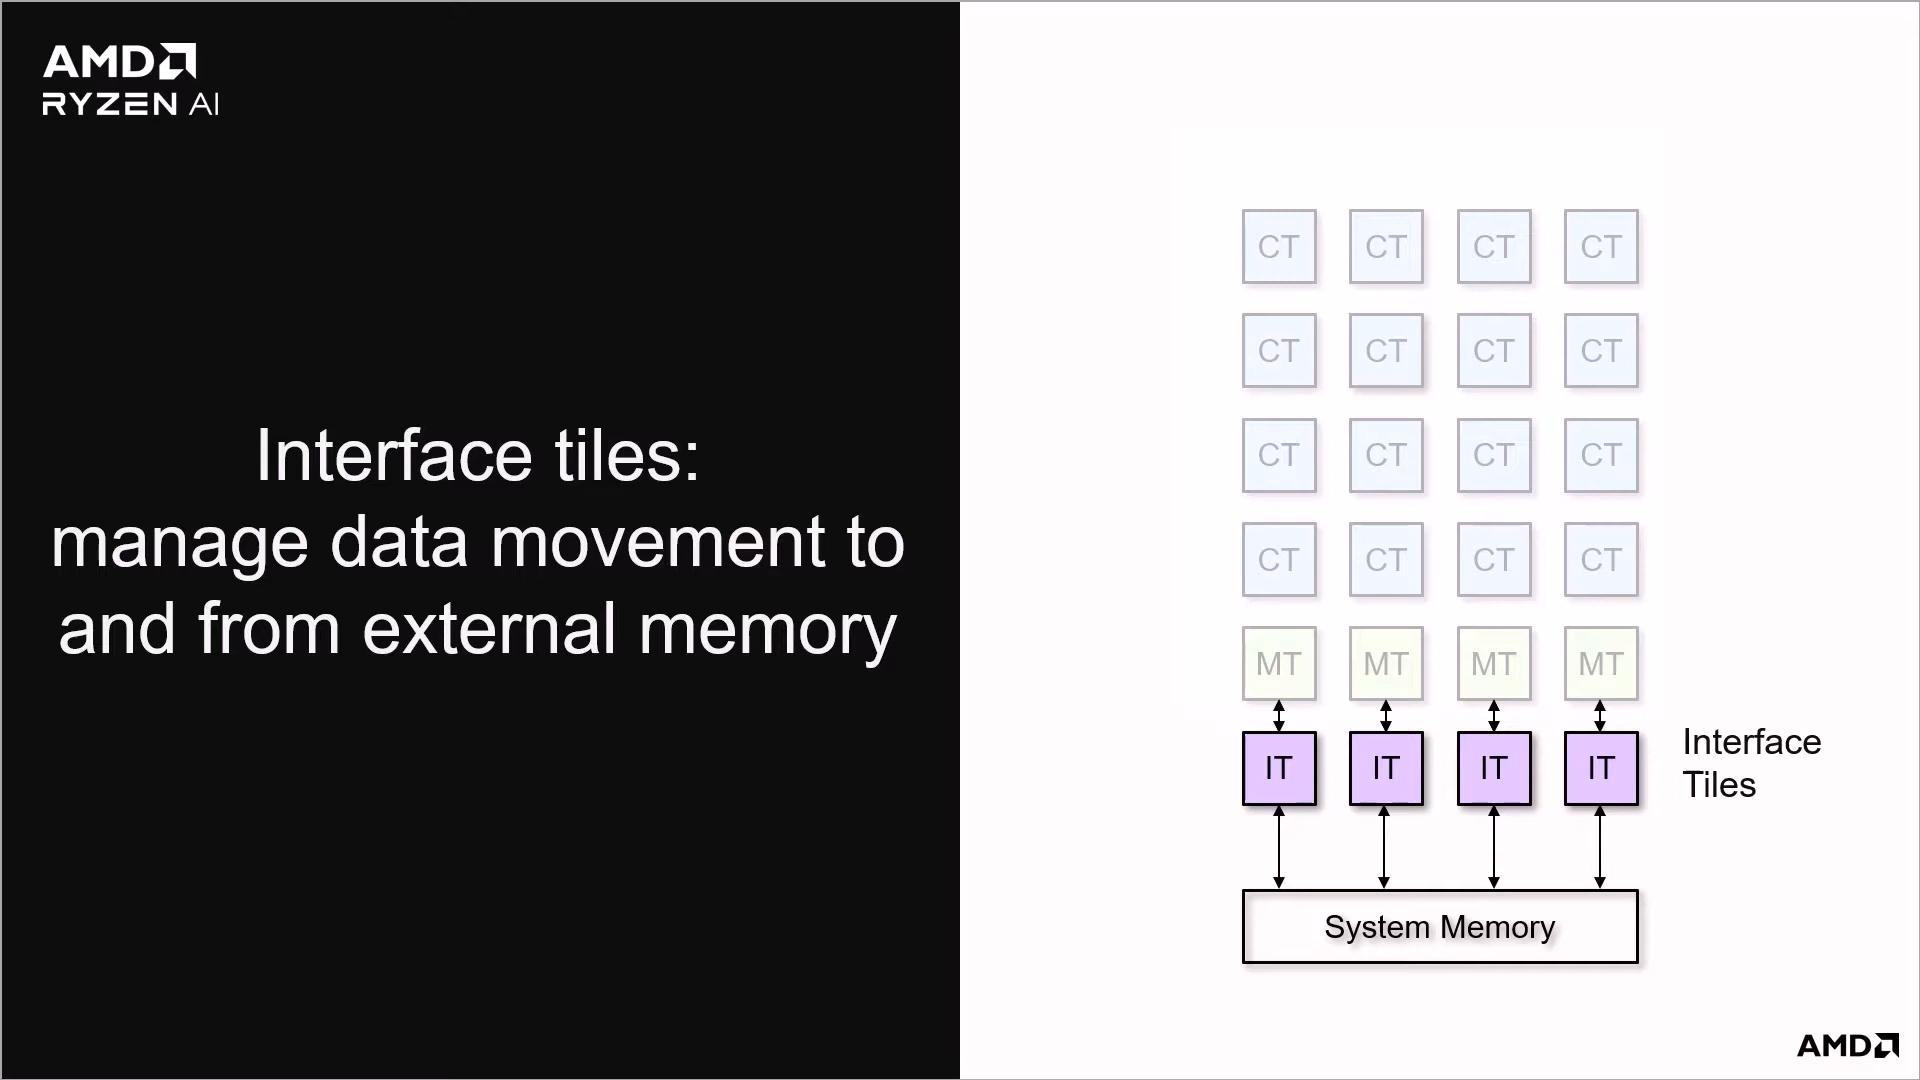 AMD
RYZEN AI
Interface tiles:
manage data movement to
and from external memory
CT CT CT CT
CT CT CT CT
CT CT CT CT
CT CT CT CT
MT MT MT MT
IT IT IT IT
Interface
Tiles
System Memory
AMD